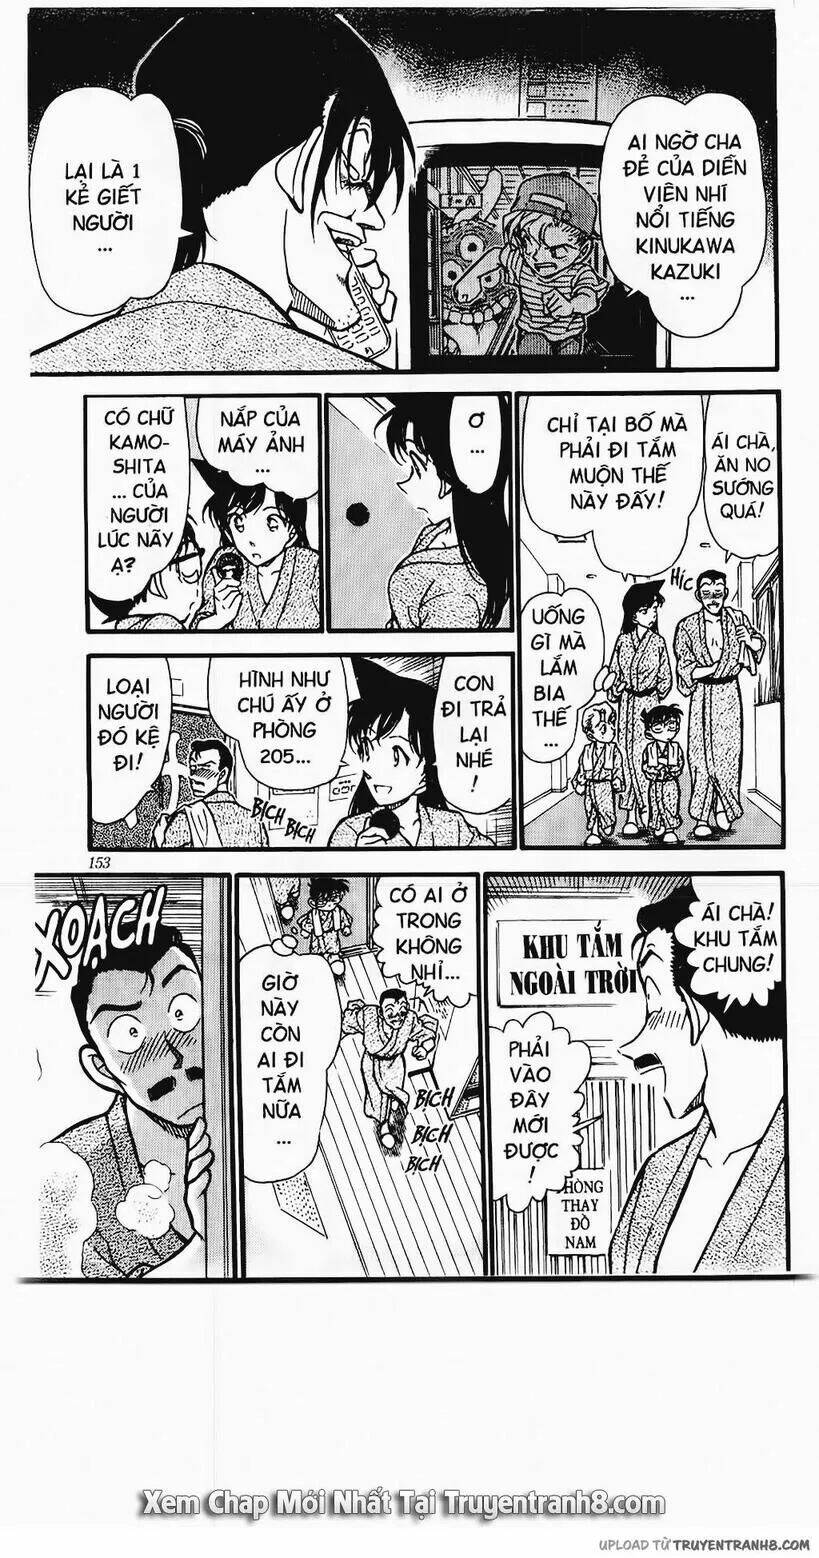 AI NGỜ CHA
ĐẺ CỦA DIỄN
VIÊN NHÍ
NỔI TIẾNG
KINUKAWA
KAZUKI
...
1-A
LẠI LÀ 1
KẺ GIẾT
NGƯỜI
...
ÁI CHÀ,
ĂN NO
SƯỚNG
QUÁ!
CHỈ TẠI BỐ MÀ
PHẢI ĐI TẮM
MUỘN THẾ
NÀY ĐẤY!
HÍC
UỐNG
GÌ MÀ
LẮM
BIA
THẾ
...
Ơ
...
NẮP CỦA
MÁY ẢNH
...
CÓ CHỮ
KAMO-
SHITA
... CỦA
NGƯỜI
LÚC NÃY
Ạ?
CON
ĐI TRẢ
LẠI
NHÉ
!
HÌNH NHƯ
CHÚ ẤY Ở
PHÒNG
205...
BỊCH
BỊCH
LOẠI
NGƯỜI
ĐÓ KỆ
ĐI!
153
ÁI CHÀ!
KHU TẮM
CHUNG!
KHU TẮM
NGOÀI TRỜI
PHẢI
VÀO
ĐÂY MỚI
ĐƯỢC
!
PHÒNG
THAY
ĐỒ
NAM
CÓ AI Ở
TRONG
KHÔNG
NHỈ...
BỊCH
BỊCH
BỊCH
GIỜ
NÀY
CÒN
AI ĐI
TẮM
NỮA
...
XOẠCH
Xem Chap Mới Nhất Tại Truyentranh8.com
UPLOAD TỪ TRUYENTRANH8.COM